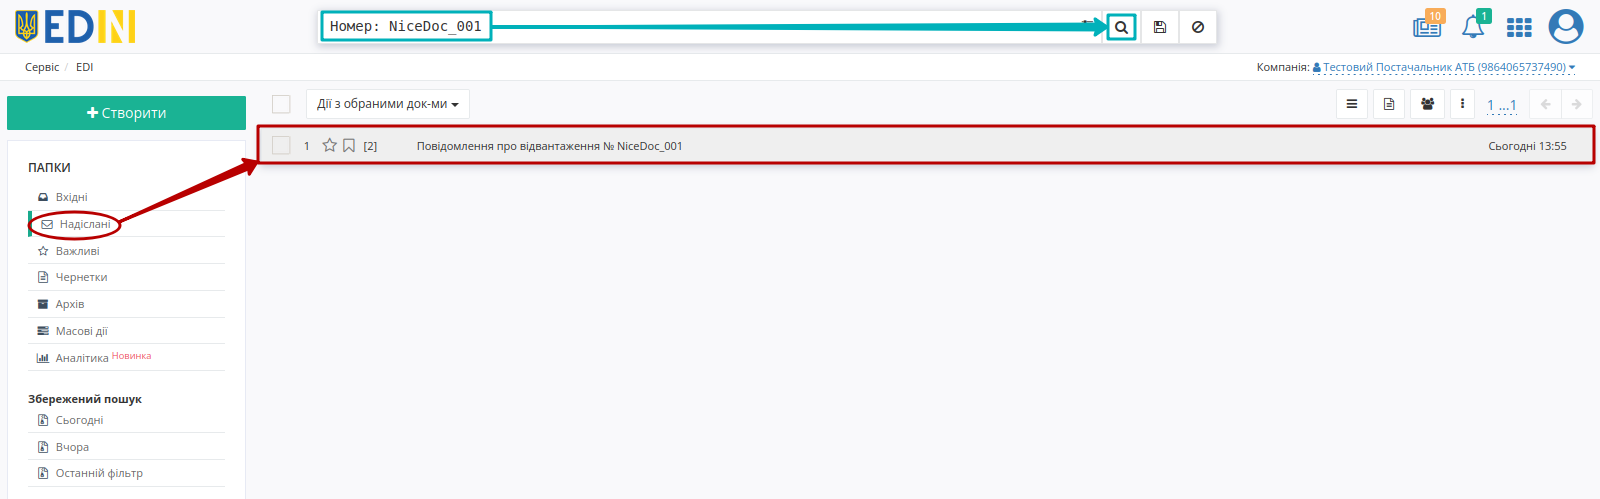 EDIN
Номер: NiceDoc_001
10
1
Сервіс / EDI
Компанія: Тестовий Постачальник АТБ (9864065737490)
Створити
Дії з обраними док-ми
1 ...1
1 [2] Повідомлення про відвантаження № NiceDoc_001 Сьогодні 13:55
ПАПКИ
Вхідні
Надіслані
Важливі
Чернетки
Архів
Масові дії
Аналітика Новинка
Збережений пошук
Сьогодні
Вчора
Останній фільтр